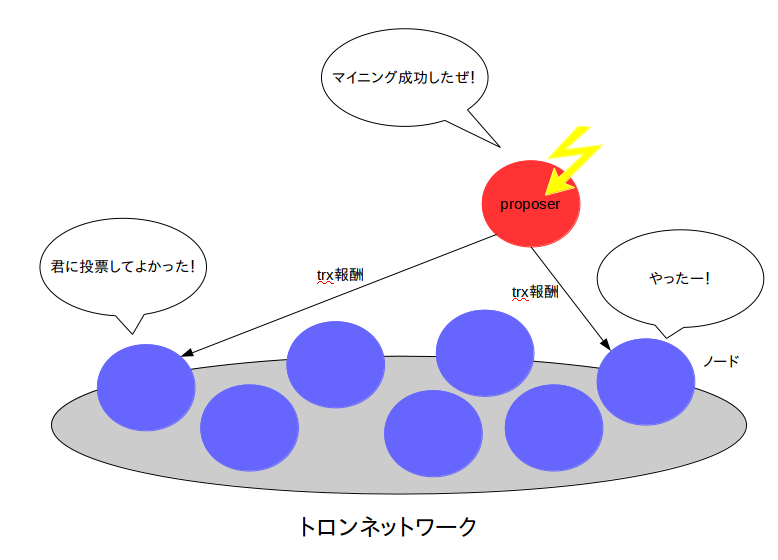 マイニング成功したぜ!
proposer
君に投票してよかった!
trx報酬
trx報酬
やったー!
ノード
トロンネットワーク